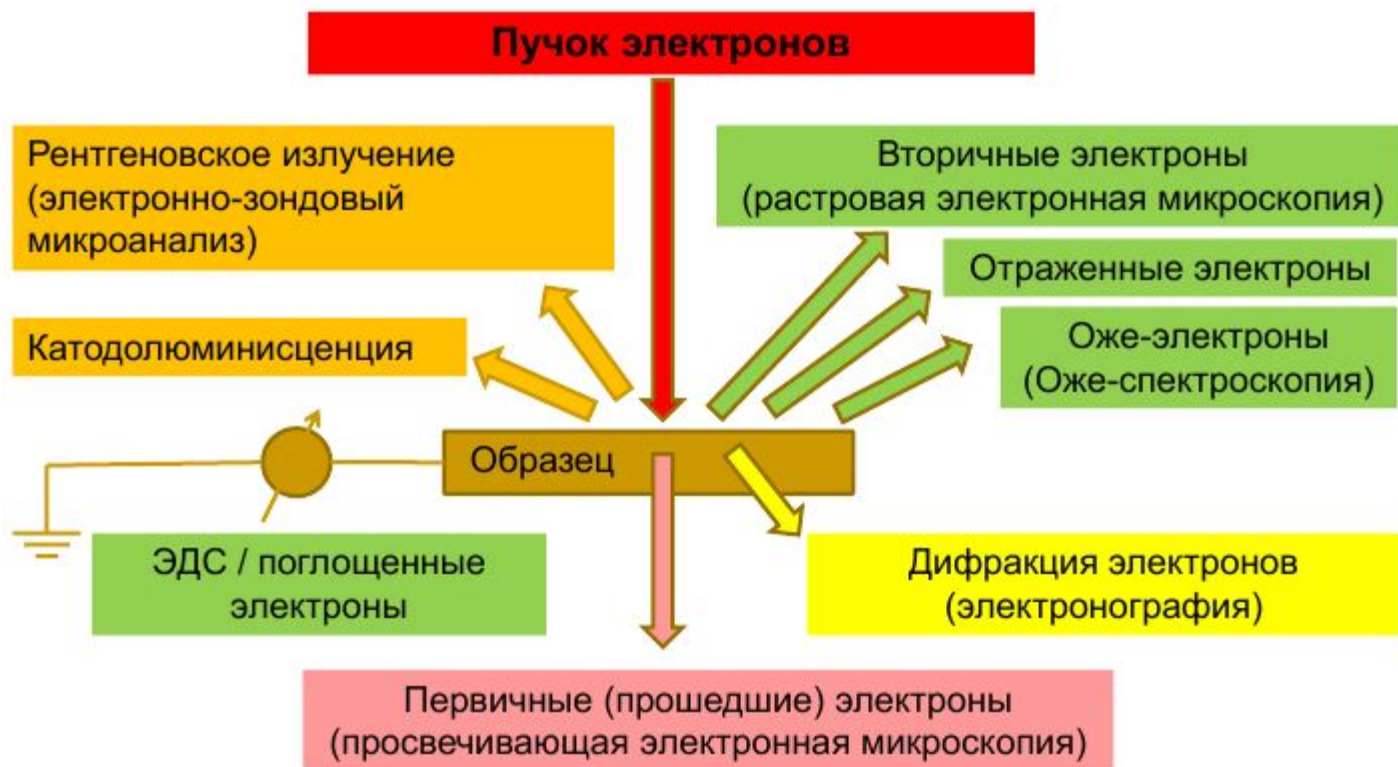 Пучок электронов
Рентгеновское излучение
(электронно-зондовый
микроанализ)
Вторичные электроны
(растровая электронная микроскопия)
Отраженные электроны
Катодолюминисценция
Оже-электроны
(Оже-спектроскопия)
Образец
ЭДС / поглощенные
электроны
Дифракция электронов
(электронография)
Первичные (прошедшие) электроны
(просвечивающая электронная микроскопия)